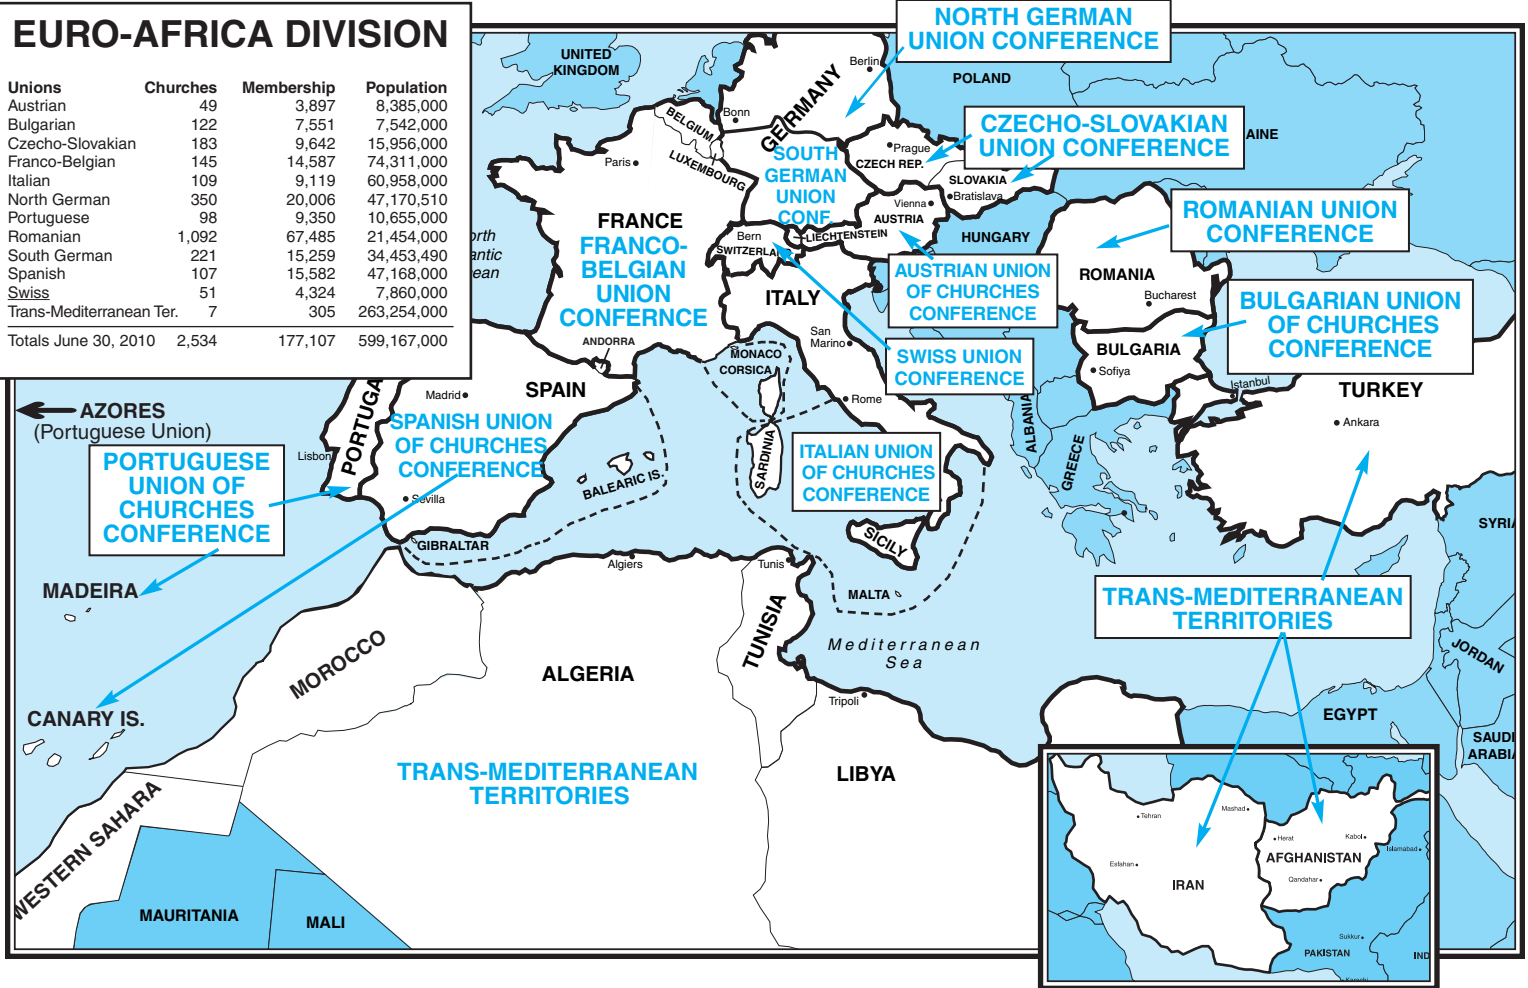 EURO-AFRICA DIVISION
Unions Churches Membership Population
Austrian 49 3,897 8,385,000
Bulgarian 122 7,551 7,542,000
Czecho-Slovakian 183 9,642 15,956,000
Franco-Belgian 145 14,587 74,311,000
Italian 109 9,119 60,958,000
North German 350 20,006 47,170,510
Portuguese 98 9,350 10,655,000
Romanian 1,092 67,485 21,454,000
South German 221 15,259 34,453,490
Spanish 107 15,582 47,168,000
Swiss 51 4,324 7,860,000
Trans-Mediterranean Ter. 7 305 263,254,000
Totals June 30, 2010 2,534 177,107 599,167,000
NORTH GERMAN
UNION CONFERENCE
UNITED
KINGDOM
Berlin
POLAND
GERMANY
Bonn
BELGIUM
LUXEMBOURG
Paris
Prague
CZECH REP.
CZECHO-SLOVAKIAN
UNION CONFERENCE
AINE
SOUTH
GERMAN
UNION
CONF.
SLOVAKIA
Bratislava
Vienna
AUSTRIA
ROMANIAN UNION
CONFERENCE
FRANCE
FRANCO-
BELGIAN
UNION
CONFERNCE
orth
antic
ean
Bern
SWITZERLAND
LIECHTENSTEIN
HUNGARY
ROMANIA
Bucharest
AUSTRIAN UNION
OF CHURCHES
CONFERENCE
ITALY
BULGARIAN UNION
OF CHURCHES
CONFERENCE
San
Marino
ANDORRA
MONACO
CORSICA
SWISS UNION
CONFERENCE
BULGARIA
Sofiya
Istanbul
TURKEY
Ankara
AZORES
(Portuguese Union)
PORTUGA
Madrid
SPAIN
SPANISH UNION
OF CHURCHES
CONFERENCE
Rome
ALBANIA
GREECE
Lisbon
PORTUGUESE
UNION OF
CHURCHES
CONFERENCE
BALEARIC IS.
SARDINIA
ITALIAN UNION
OF CHURCHES
CONFERENCE
Sevilla
GIBRALTAR
SICILY
SYRIA
Algiers
Tunis
MADEIRA
MALTA
TRANS-MEDITERRANEAN
TERRITORIES
MOROCCO
TUNISIA
Mediterranean
Sea
JORDAN
ALGERIA
Tripoli
CANARY IS.
EGYPT
SAUDI
ARABIA
TRANS-MEDITERRANEAN
TERRITORIES
LIBYA
WESTERN SAHARA
MAURITANIA
MALI
Tehran
Mashad
Herat
Kabol
Islamabad
Esfahan
AFGHANISTAN
IRAN
Qandahar
Sukkur
PAKISTAN
IND
Karachi